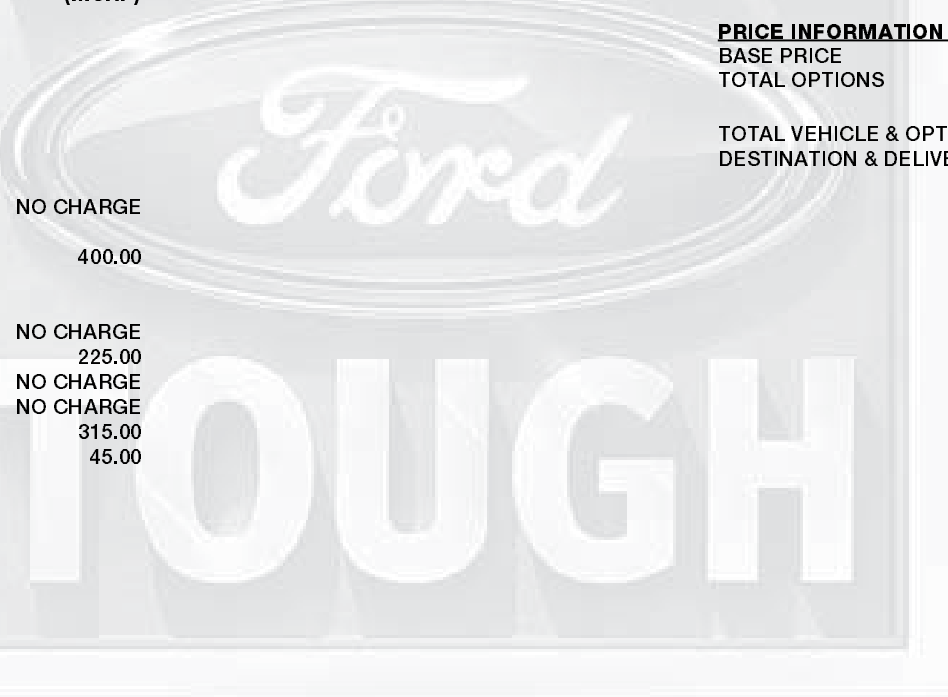 (MSRP)
PRICE INFORMATION
BASE PRICE
TOTAL OPTIONS
TOTAL VEHICLE & OPT
DESTINATION & DELIVE
NO CHARGE
400.00
NO CHARGE
225.00
NO CHARGE
NO CHARGE
315.00
45.00
Ford
TOUGH